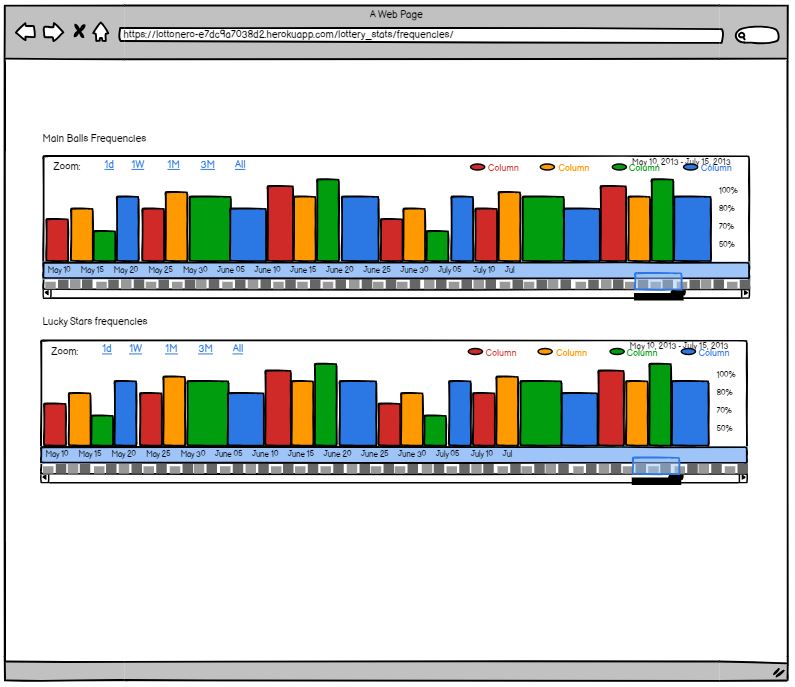 A Web Page
https://lottonero-e7dc9a7038d2.herokuapp.com/lottery_stats/frequencies/
Main Balls Frequencies
Zoom: 1d 1W 1M 3M All
May 10, 2013 - July 15, 2013
Column Column Column Column
100%
80%
70%
50%
May 10 May 15 May 20 May 25 May 30 June 05 June 10 June 15 June 20 June 25 June 30 July 05 July 10 Jul
Lucky Stars frequencies
Zoom: 1d 1W 1M 3M All
May 10, 2013 - July 15, 2013
Column Column Column Column
100%
80%
70%
50%
May 10 May 15 May 20 May 25 May 30 June 05 June 10 June 15 June 20 June 25 June 30 July 05 July 10 Jul